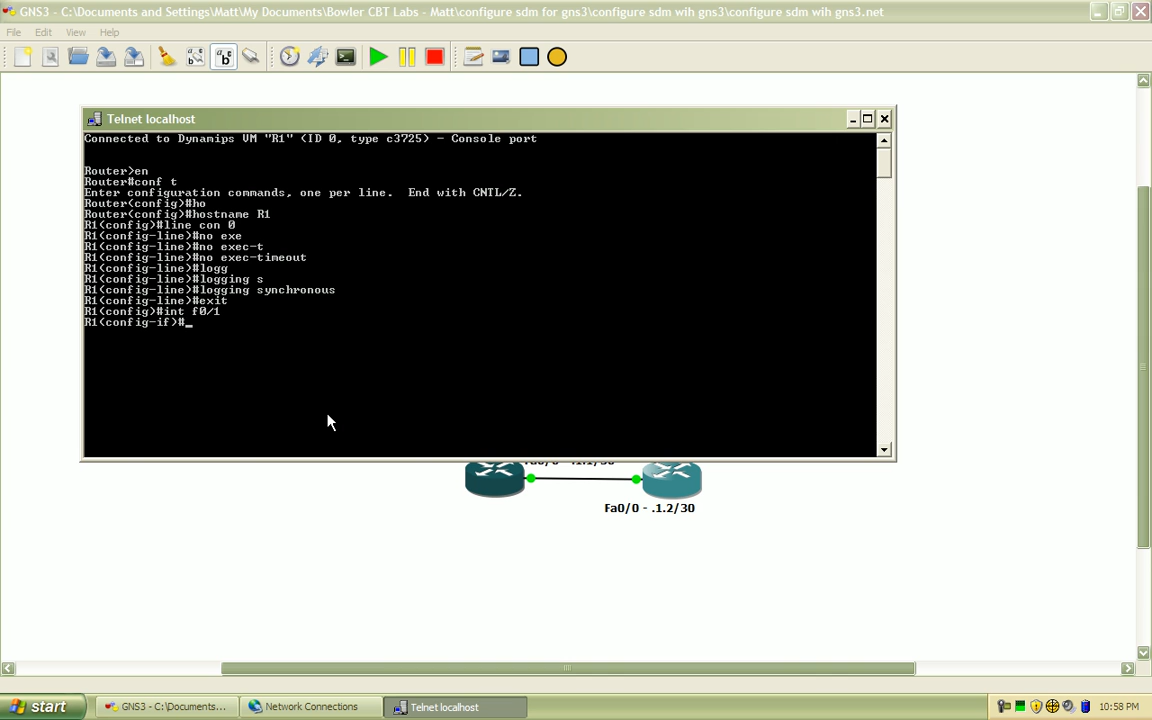 GNS3 - C:\Documents and Settings\Matt\My Documents\Bowler CBT Labs - Matt\configure sdm for gns3\configure sdm wih gns3\configure sdm wih gns3.net
File Edit View Help
Telnet localhost
Connected to Dynamips VM "R1" (ID 0, type c3725) - Console port
Router>en
Router#conf t
Enter configuration commands, one per line.  End with CNTL/Z.
Router(config)#ho
Router(config)#hostname R1
R1(config)#line con 0
R1(config-line)#no exe
R1(config-line)#no exec-t
R1(config-line)#no exec-timeout
R1(config-line)#logg
R1(config-line)#logging s
R1(config-line)#logging synchronous
R1(config-line)#exit
R1(config)#int f0/1
R1(config-if)#_
Fa0/0 - .1.2/30
start
GNS3 - C:\Documents...
Network Connections
Telnet localhost
10:58 PM